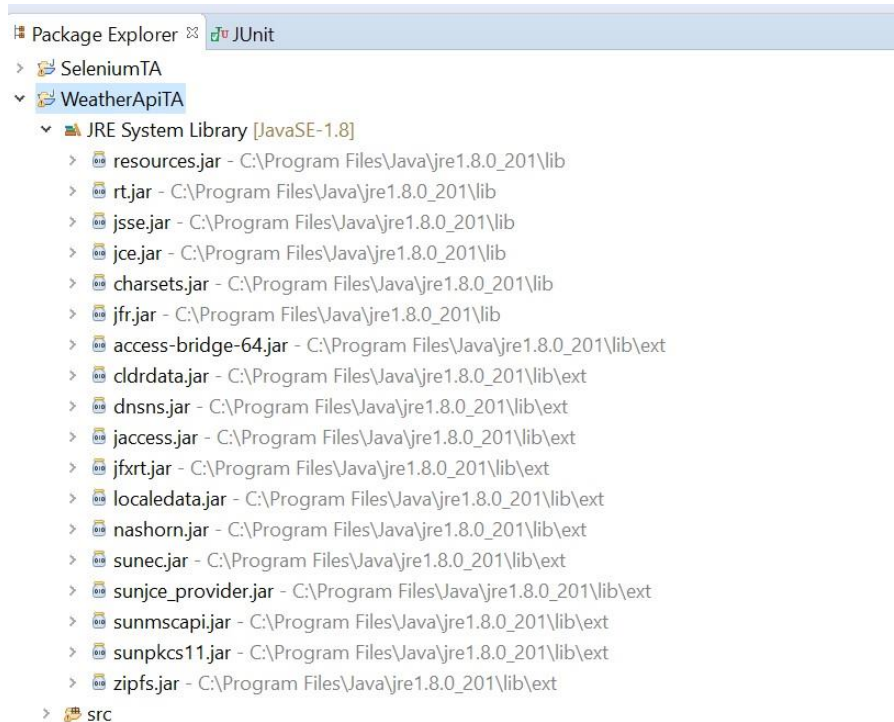 Package Explorer JUnit
SeleniumTA
WeatherApiTA
JRE System Library [JavaSE-1.8]
resources.jar - C:\Program Files\Java\jre1.8.0_201\lib
rt.jar - C:\Program Files\Java\jre1.8.0_201\lib
jsse.jar - C:\Program Files\Java\jre1.8.0_201\lib
jce.jar - C:\Program Files\Java\jre1.8.0_201\lib
charsets.jar - C:\Program Files\Java\jre1.8.0_201\lib
jfr.jar - C:\Program Files\Java\jre1.8.0_201\lib
access-bridge-64.jar - C:\Program Files\Java\jre1.8.0_201\lib\ext
cldrdata.jar - C:\Program Files\Java\jre1.8.0_201\lib\ext
dnsns.jar - C:\Program Files\Java\jre1.8.0_201\lib\ext
jaccess.jar - C:\Program Files\Java\jre1.8.0_201\lib\ext
jfxrt.jar - C:\Program Files\Java\jre1.8.0_201\lib\ext
localedata.jar - C:\Program Files\Java\jre1.8.0_201\lib\ext
nashorn.jar - C:\Program Files\Java\jre1.8.0_201\lib\ext
sunec.jar - C:\Program Files\Java\jre1.8.0_201\lib\ext
sunjce_provider.jar - C:\Program Files\Java\jre1.8.0_201\lib\ext
sunmscapi.jar - C:\Program Files\Java\jre1.8.0_201\lib\ext
sunpkcs11.jar - C:\Program Files\Java\jre1.8.0_201\lib\ext
zipfs.jar - C:\Program Files\Java\jre1.8.0_201\lib\ext
src